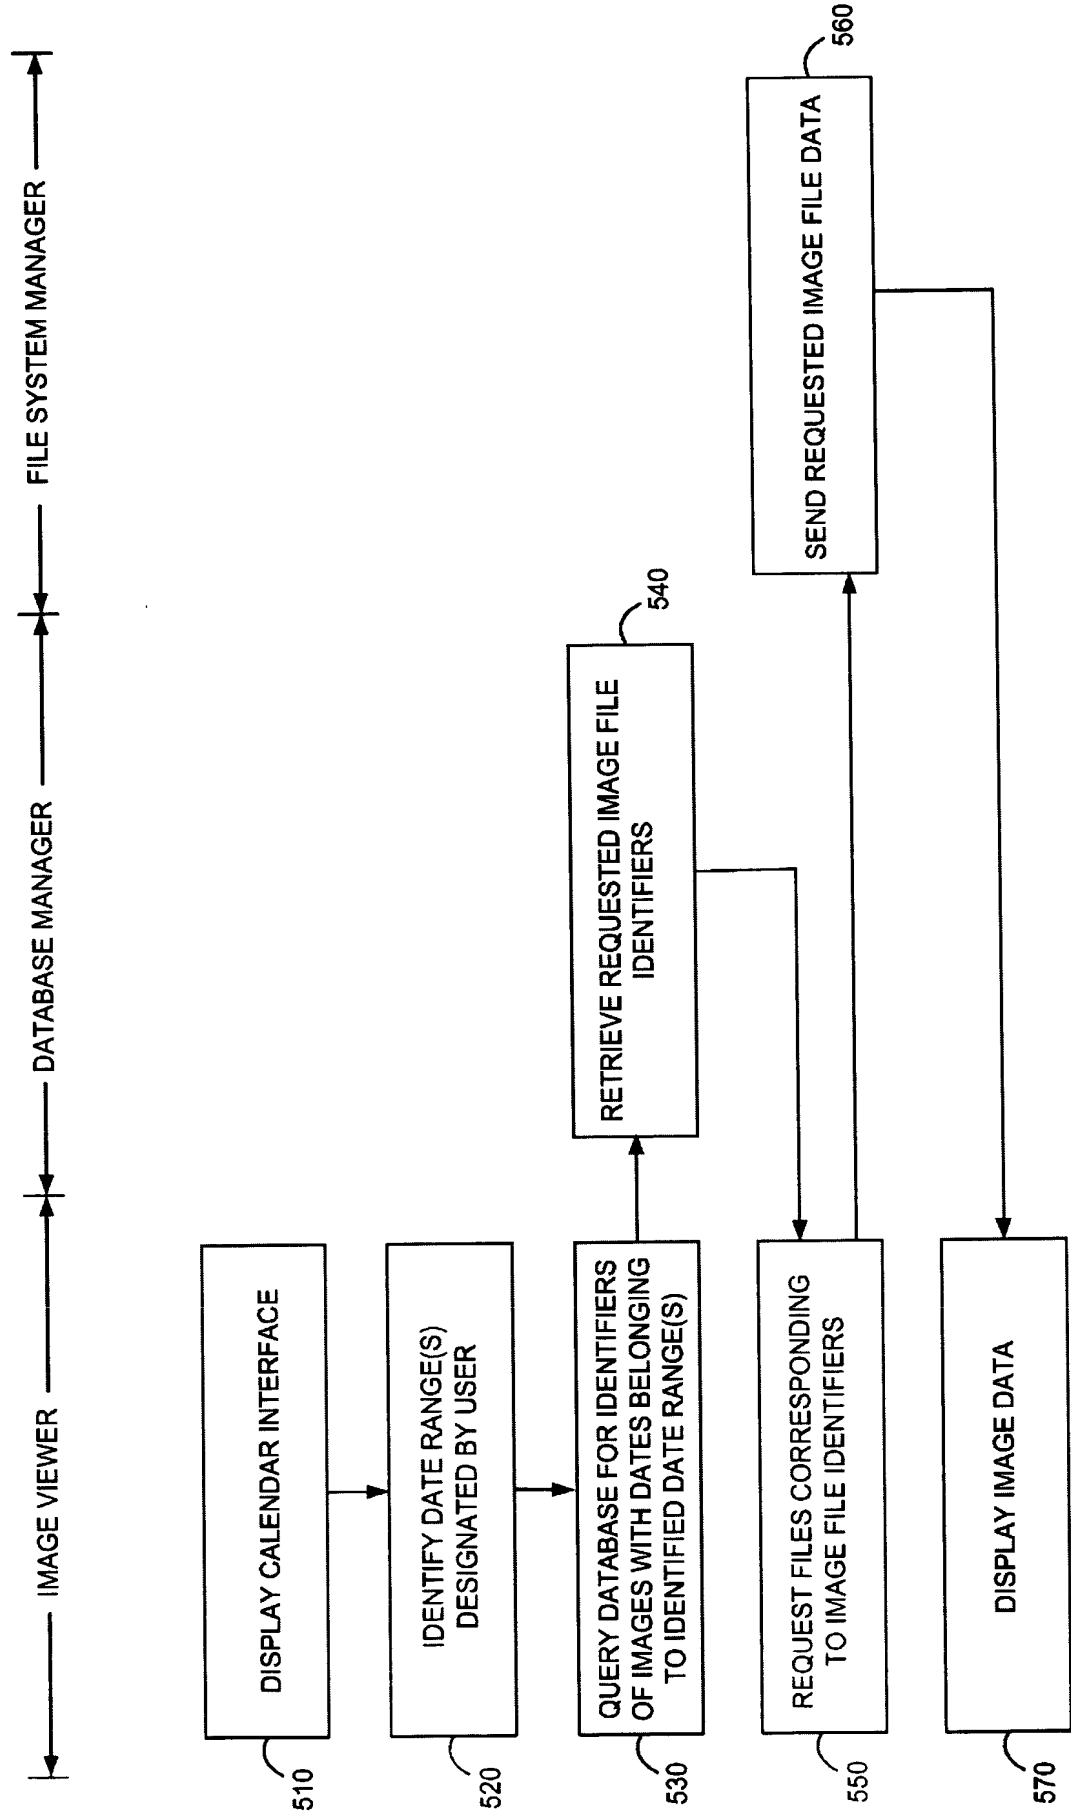 IMAGE VIEWER
DATABASE MANAGER
FILE SYSTEM MANAGER
DISPLAY CALENDAR INTERFACE
510
IDENTIFY DATE RANGE(S)
DESIGNATED BY USER
520
QUERY DATABASE FOR IDENTIFIERS
OF IMAGES WITH DATES BELONGING
TO IDENTIFIED DATE RANGE(S)
530
RETRIEVE REQUESTED IMAGE FILE
IDENTIFIERS
540
REQUEST FILES CORRESPONDING
TO IMAGE FILE IDENTIFIERS
550
SEND REQUESTED IMAGE FILE DATA
560
DISPLAY IMAGE DATA
570